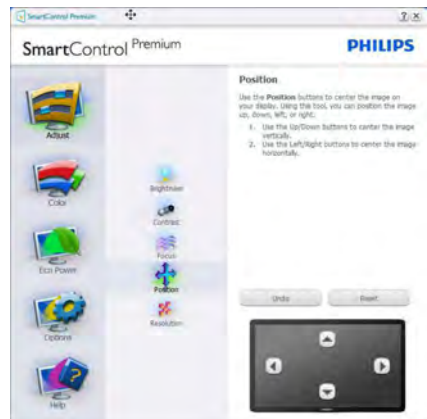 SmartControl Premium
SmartControl Premium
PHILIPS
Position
Use the Position buttons to center the image on
your display. Using the tool, you can position the image
up, down, left, or right.
1. Use the Up/Down buttons to center the image
vertically.
2. Use the Left/Right buttons to center the image
horizontally.
Adjust
Color
Eco Power
Options
Help
Brightness
Contrast
Focus
Position
Resolution
Undo
Reset